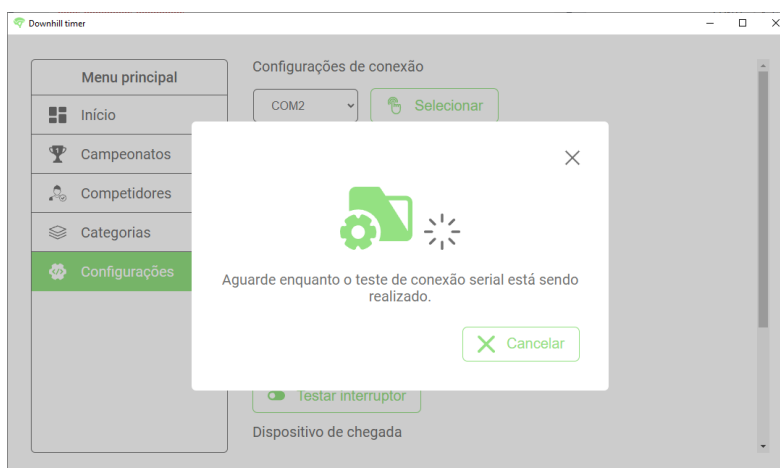 Downhill timer
Menu principal
Início
Campeonatos
Competidores
Categorias
Configurações
Configurações de conexão
COM2
Selecionar
Aguarde enquanto o teste de conexão serial está sendo
realizado.
Cancelar
Testar interruptor
Dispositivo de chegada